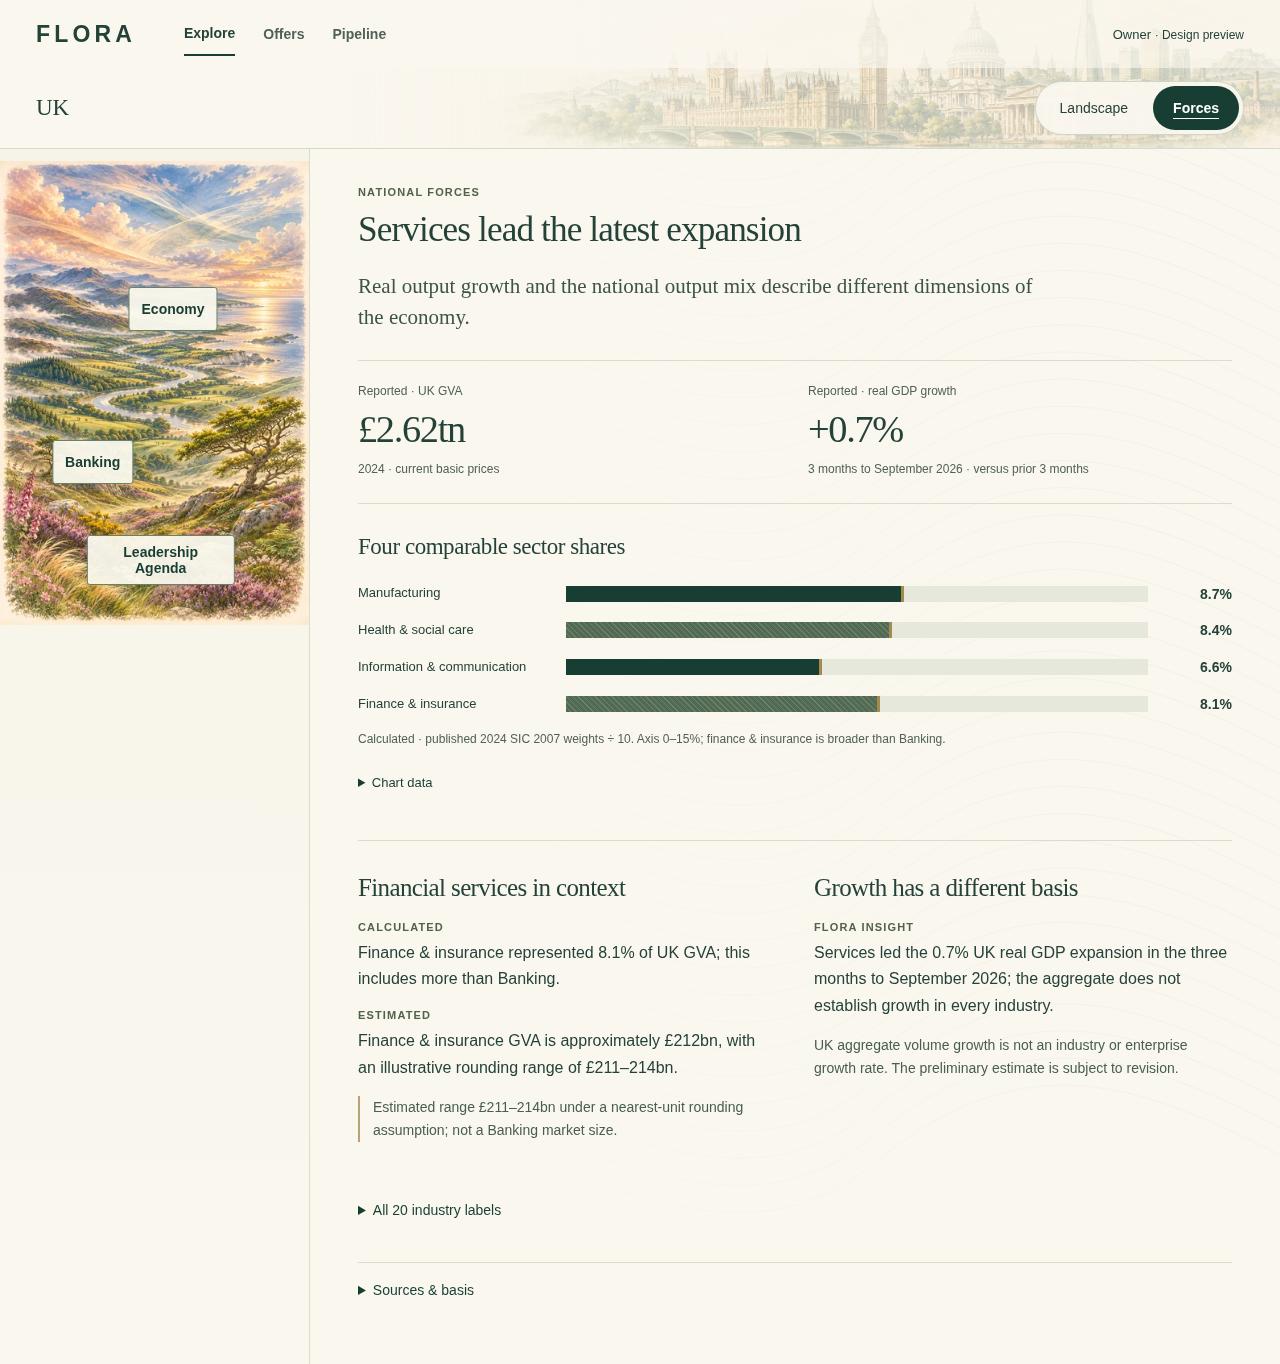 FLORA
Explore
Offers
Pipeline
Owner · Design preview
UK
Landscape
Forces
Economy
Banking
Leadership
Agenda
NATIONAL FORCES
Services lead the latest expansion
Real output growth and the national output mix describe different dimensions of
the economy.
Reported · UK GVA
£2.62tn
2024 · current basic prices
Reported · real GDP growth
+0.7%
3 months to September 2026 · versus prior 3 months
Four comparable sector shares
Manufacturing 8.7%
Health & social care 8.4%
Information & communication 6.6%
Finance & insurance 8.1%
Calculated · published 2024 SIC 2007 weights ÷ 10. Axis 0–15%; finance & insurance is broader than Banking.
Chart data
Financial services in context
CALCULATED
Finance & insurance represented 8.1% of UK GVA; this
includes more than Banking.
ESTIMATED
Finance & insurance GVA is approximately £212bn, with
an illustrative rounding range of £211–214bn.
Estimated range £211–214bn under a nearest-unit rounding
assumption; not a Banking market size.
Growth has a different basis
FLORA INSIGHT
Services led the 0.7% UK real GDP expansion in the three
months to September 2026; the aggregate does not
establish growth in every industry.
UK aggregate volume growth is not an industry or enterprise
growth rate. The preliminary estimate is subject to revision.
All 20 industry labels
Sources & basis